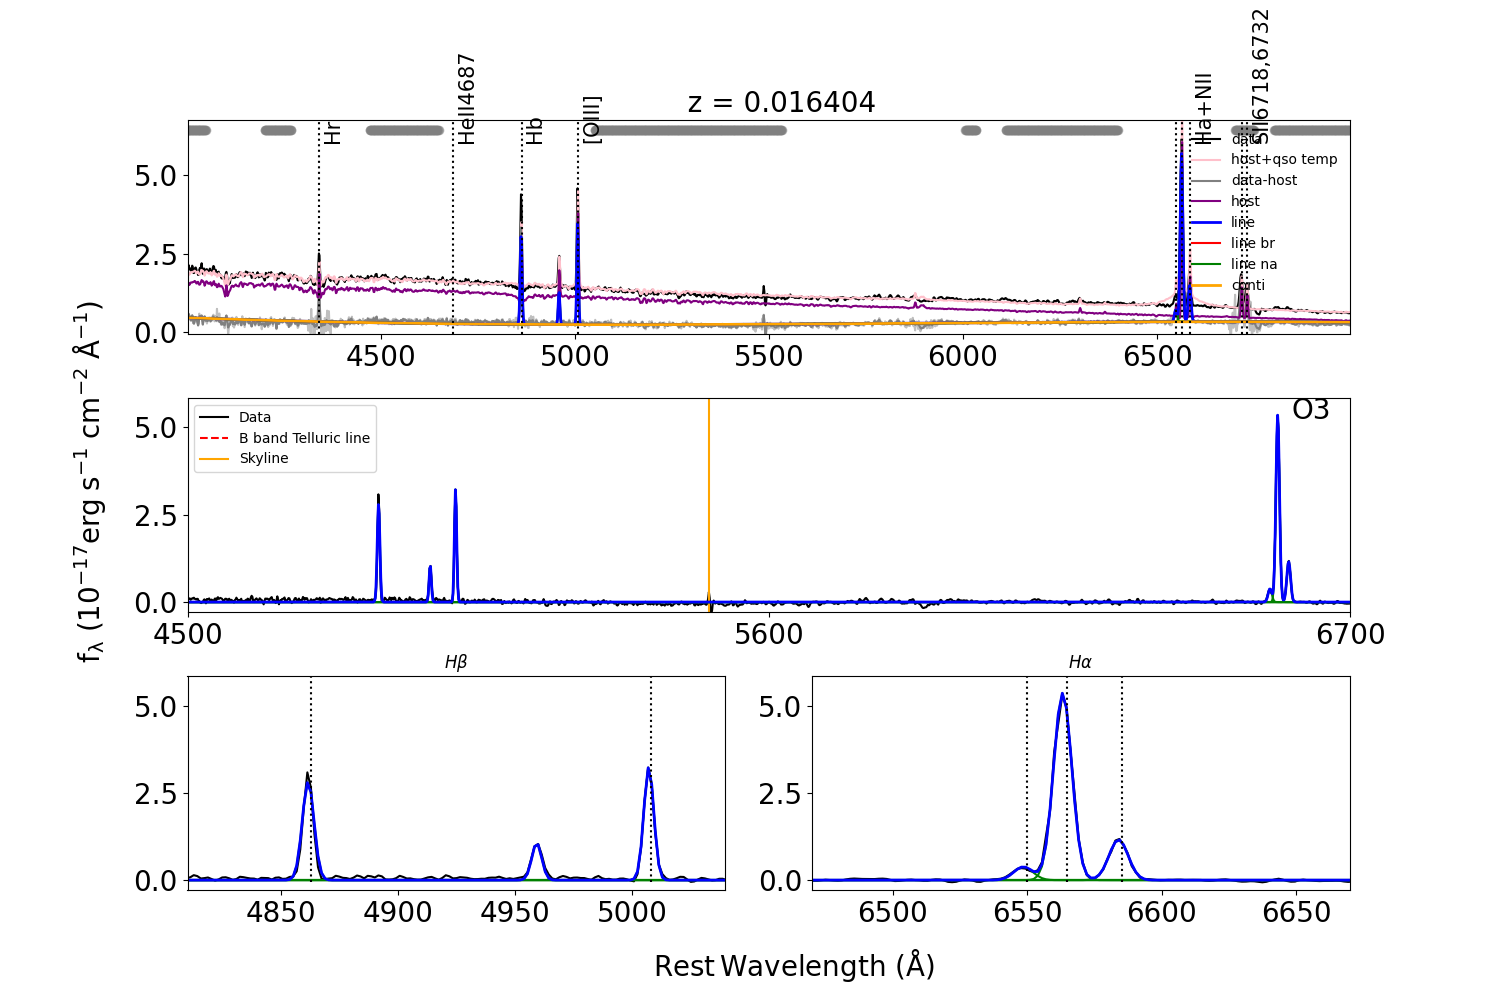 z = 0.016404
Hr
HeII4687
Hb
[OIII]
Ha+NII
SII6718,6732
data
host+qso temp
data-host
host
line
line br
line na
conti
5.0
2.5
0.0
4500 5000 5500 6000 6500
fλ (10⁻¹⁷erg s⁻¹ cm⁻² Å⁻¹)
Data
B band Telluric line
Skyline
O3
5.0
2.5
0.0
4500 5600 6700
Hβ
5.0
2.5
0.0
4850 4900 4950 5000
Hα
5.0
2.5
0.0
6500 6550 6600 6650
Rest Wavelength (Å)